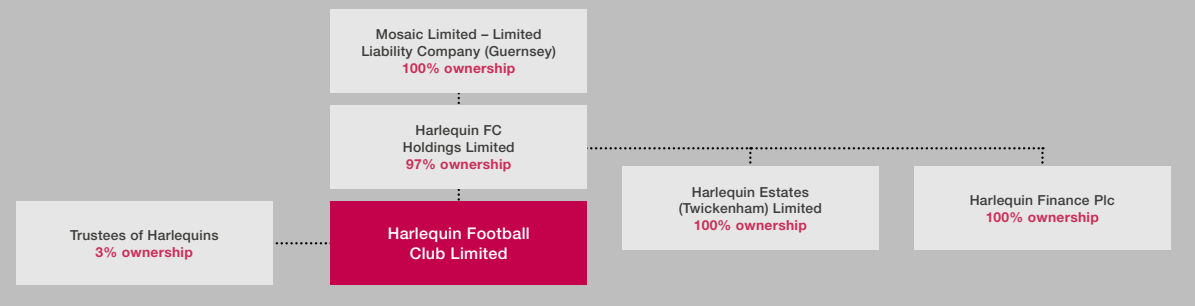 Mosaic Limited – Limited
Liability Company (Guernsey)
100% ownership
Harlequin FC
Holdings Limited
97% ownership
Harlequin Estates
(Twickenham) Limited
100% ownership
Harlequin Finance Plc
100% ownership
Trustees of Harlequins
3% ownership
Harlequin Football
Club Limited